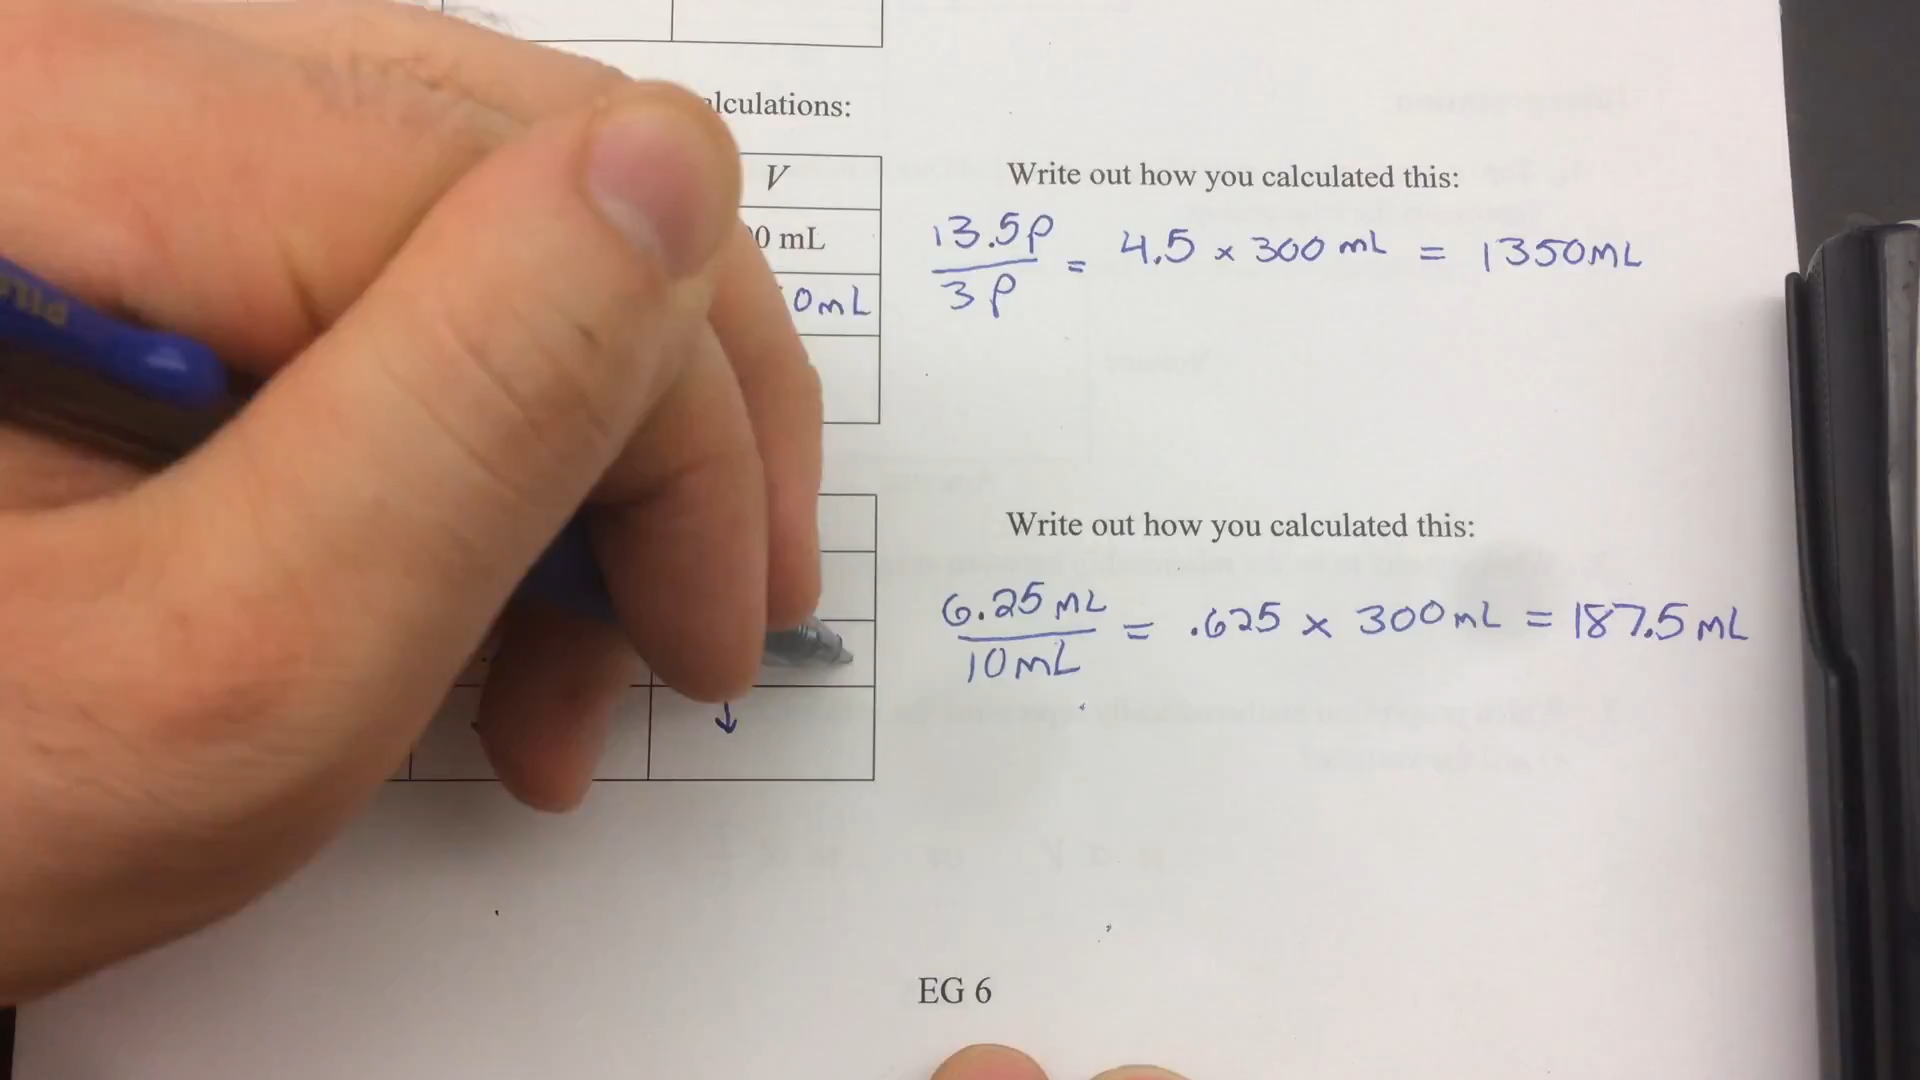 alculations:
V
Write out how you calculated this:
0 mL
13.5p / 3p = 4.5 x 300 mL = 1350mL
0mL
Write out how you calculated this:
6.25 mL / 10mL = .625 x 300mL = 187.5 mL
↓
EG 6